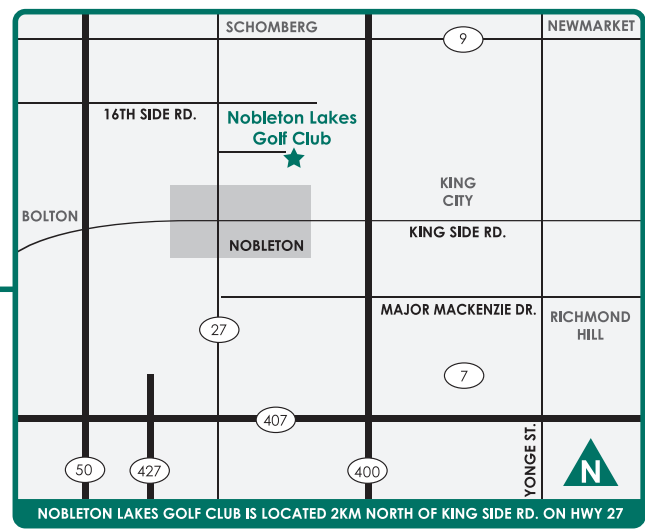 SCHOMBERG
NEWMARKET
9
16TH SIDE RD.
Nobleton Lakes
Golf Club
KING
CITY
BOLTON
KING SIDE RD.
NOBLETON
MAJOR MACKENZIE DR.
RICHMOND
HILL
27
7
407
YONGE ST.
50
427
400
N
NOBLETON LAKES GOLF CLUB IS LOCATED 2KM NORTH OF KING SIDE RD. ON HWY 27